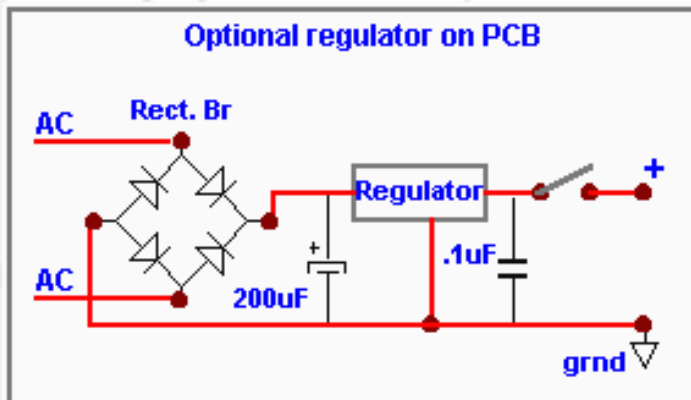 Optional regulator on PCB
Rect. Br
AC
Regulator
+
+
.1uF
AC
200uF
grnd